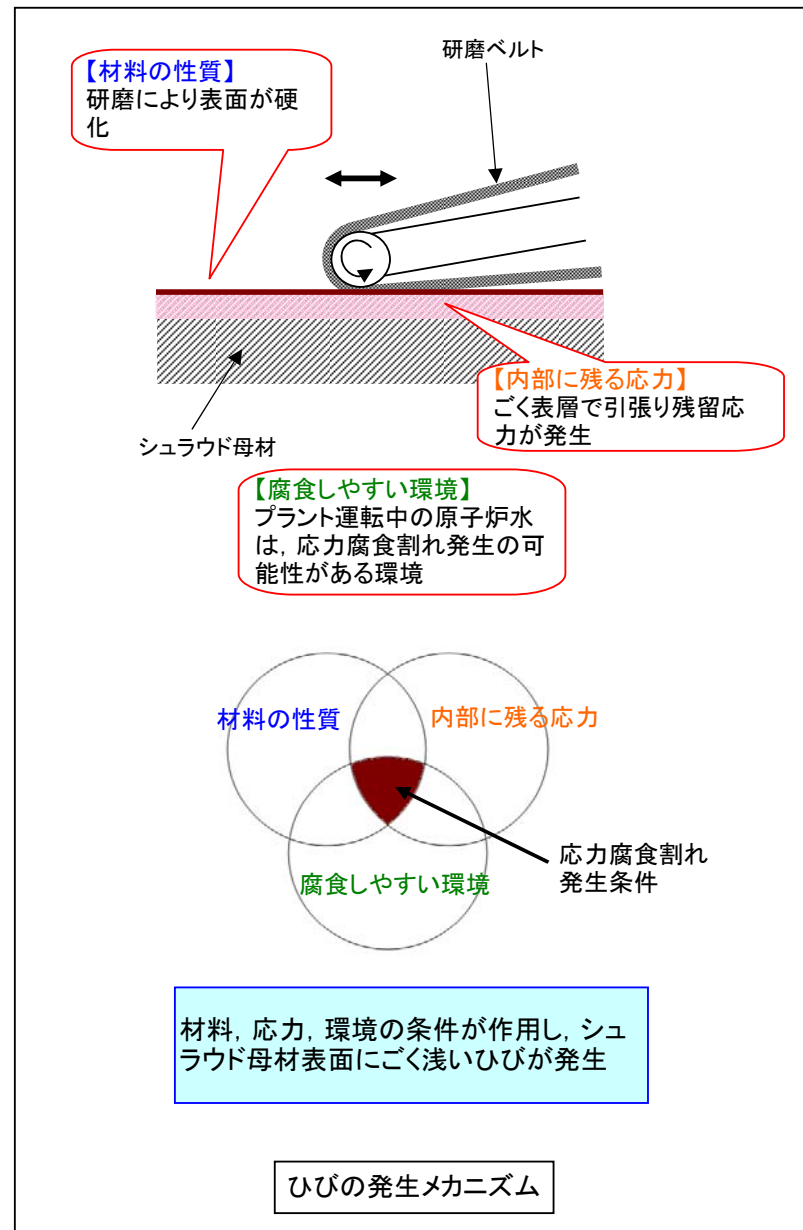 研磨ベルト
【材料の性質】
研磨により表面が硬
化
【内部に残る応力】
ごく表層で引張り残留応
力が発生
シュラウド母材
【腐食しやすい環境】
プラント運転中の原子炉水
は，応力腐食割れ発生の可
能性がある環境
材料の性質
内部に残る応力
腐食しやすい環境
応力腐食割れ
発生条件
材料，応力，環境の条件が作用し，シュ
ラウド母材表面にごく浅いひびが発生
ひびの発生メカニズム